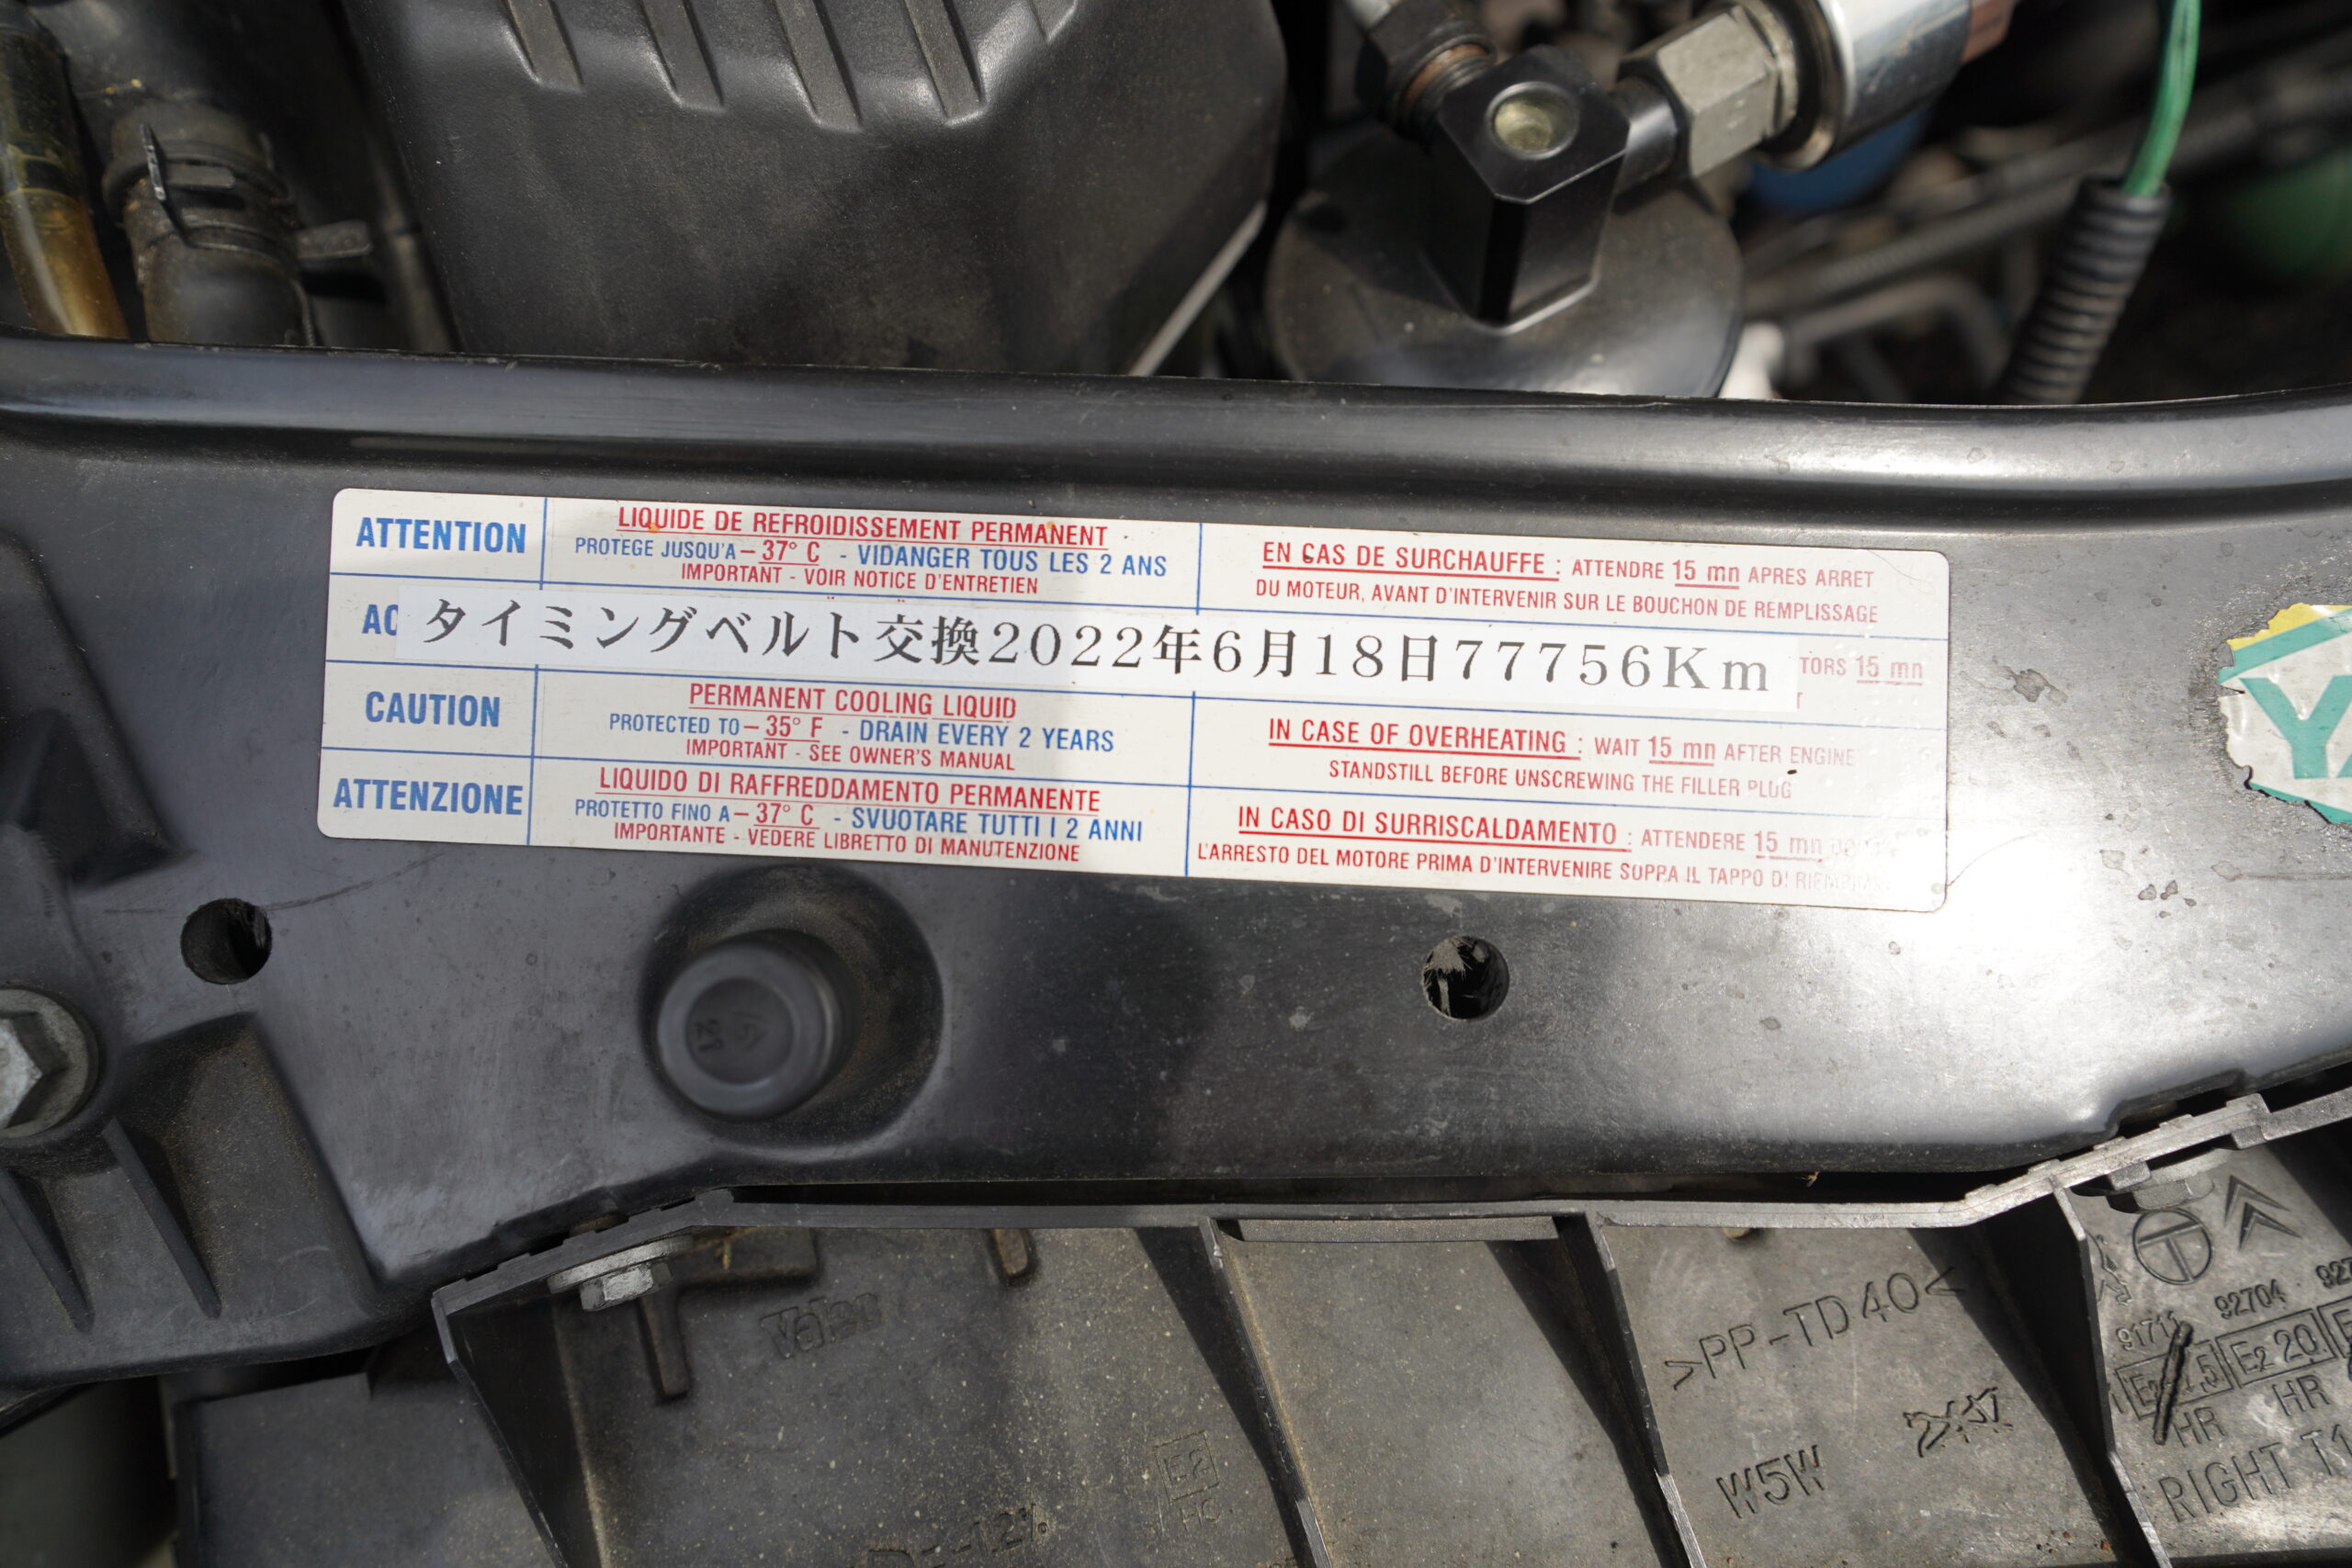 ATTENTION
LIQUIDE DE REFROIDISSEMENT PERMANENT
PROTEGE JUSQU'A -37° C - VIDANGER TOUS LES 2 ANS
IMPORTANT - VOIR NOTICE D'ENTRETIEN
EN CAS DE SURCHAUFFE : ATTENDRE 15 mn APRES ARRET
DU MOTEUR, AVANT D'INTERVENIR SUR LE BOUCHON DE REMPLISSAGE
タイミングベルト交換2022年6月18日77756Km
15 mn
CAUTION
PERMANENT COOLING LIQUID
PROTECTED TO -35° F - DRAIN EVERY 2 YEARS
IMPORTANT - SEE OWNER'S MANUAL
IN CASE OF OVERHEATING : WAIT 15 mn AFTER ENGINE
STANDSTILL BEFORE UNSCREWING THE FILLER PLUG
ATTENZIONE
LIQUIDO DI RAFFREDDAMENTO PERMANENTE
PROTETTO FINO A -37° C - SVUOTARE TUTTI I 2 ANNI
IMPORTANTE - VEDERE LIBRETTO DI MANUTENZIONE
IN CASO DI SURRISCALDAMENTO : ATTENDERE 15 mn
L'ARRESTO DEL MOTORE PRIMA D'INTERVENIRE SUPPA IL TAPPO DI
21
Valeo
>PP-TD40<
W5W
E2
92704
E2 20
HR
HR
RIGHT